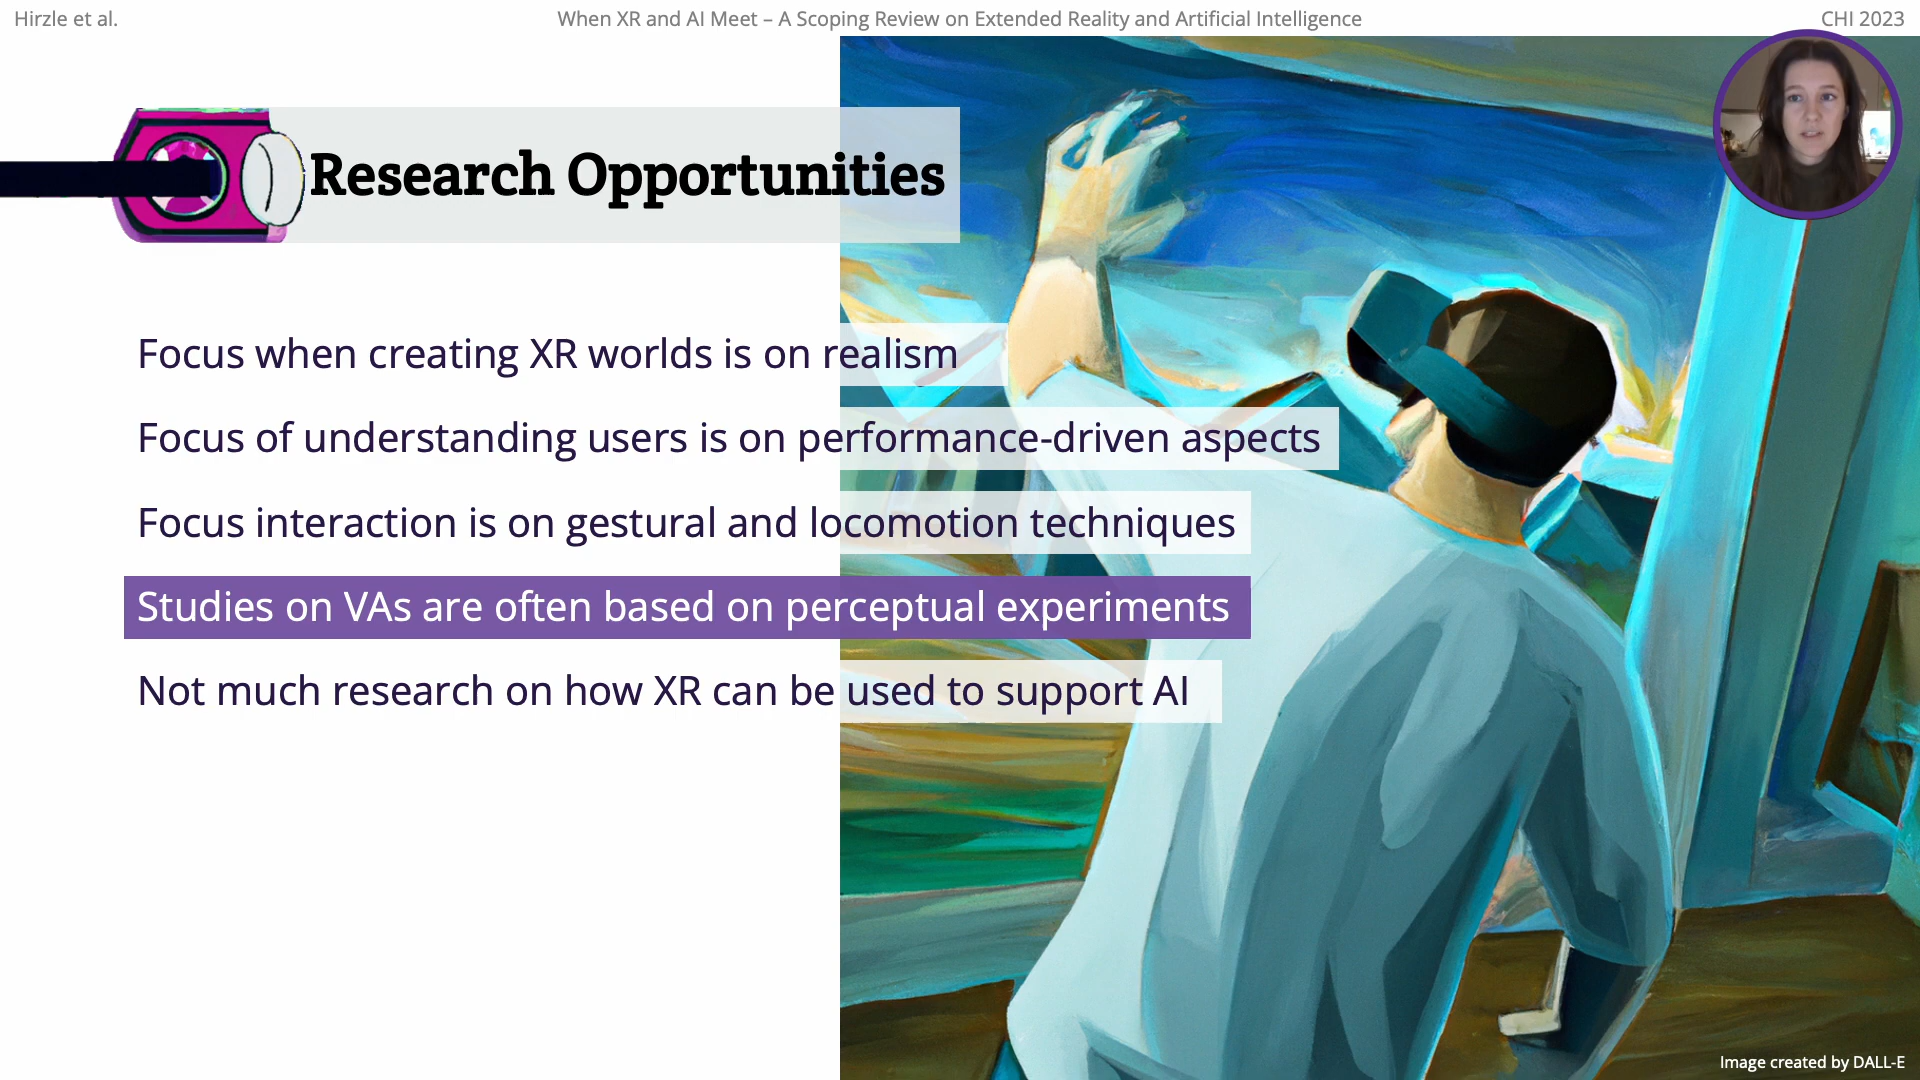 Hirzle et al.
When XR and AI Meet – A Scoping Review on Extended Reality and Artificial Intelligence
CHI 2023
Research Opportunities
Focus when creating XR worlds is on realism
Focus of understanding users is on performance-driven aspects
Focus interaction is on gestural and locomotion techniques
Studies on VAs are often based on perceptual experiments
Not much research on how XR can be used to support AI
Image created by DALL-E